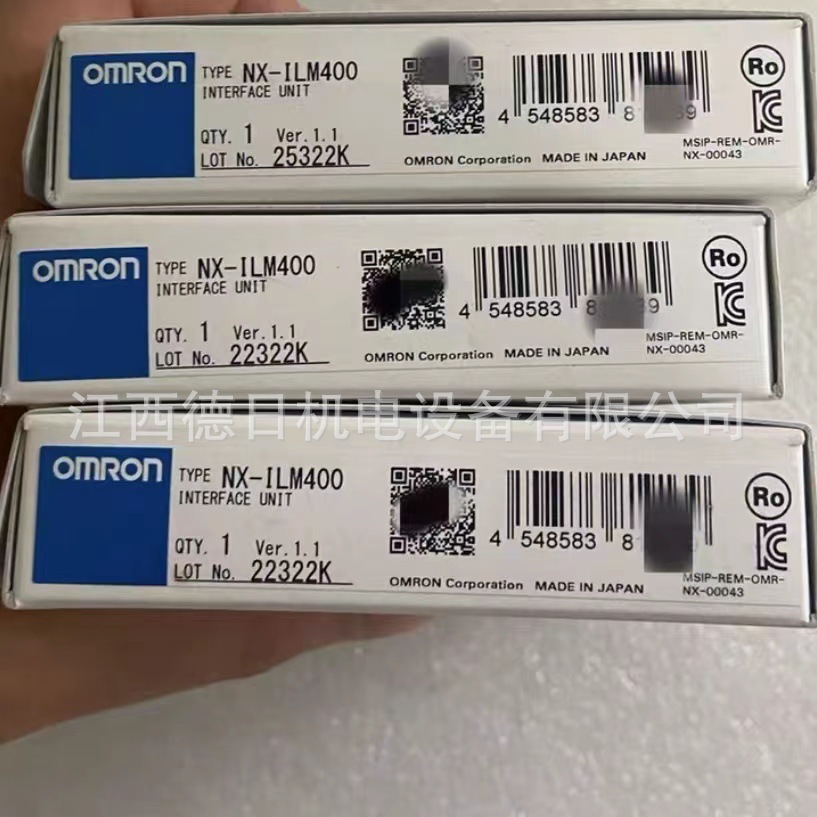 OMRON
TYPE NX-ILM400
INTERFACE UNIT
QTY. 1 Ver.1.1
LOT No. 25322K
4 548583 8
OMRON Corporation MADE IN JAPAN
Ro
MSIP-REM-OMR-
NX-00043
OMRON
TYPE NX-ILM400
INTERFACE UNIT
QTY. 1 Ver.1.1
LOT No. 22322K
4 548583 8
OMRON Corporation MADE IN JAPAN
Ro
MSIP-REM-OMR-
NX-00043
江西德日机电设备有限公司
OMRON
TYPE NX-ILM400
INTERFACE UNIT
QTY. 1 Ver.1.1
LOT No. 22322K
4 548583 8
OMRON Corporation MADE IN JAPAN
Ro
MSIP-REM-OMR-
NX-00043